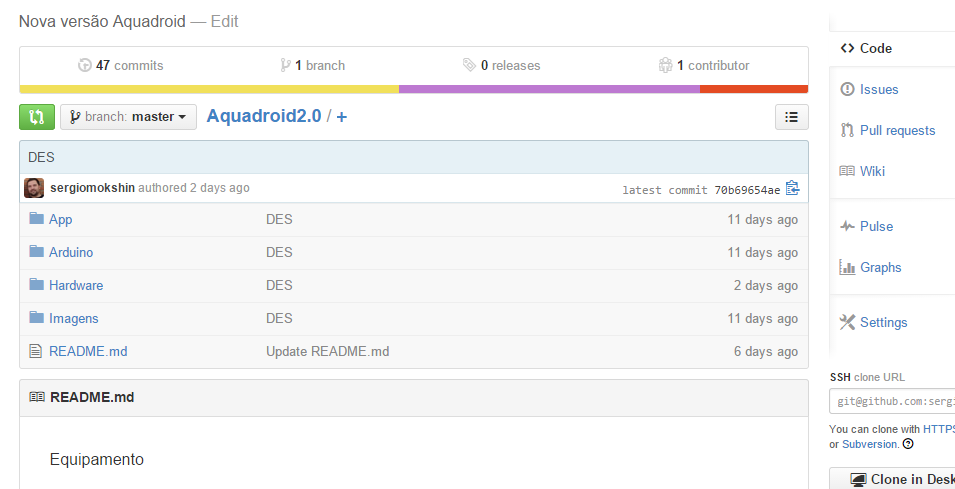 Nova versão Aquadroid — Edit
47 commits 1 branch 0 releases 1 contributor
branch: master Aquadroid2.0 / +
DES
sergiomokshin authored 2 days ago latest commit 70b69654ae
App DES 11 days ago
Arduino DES 11 days ago
Hardware DES 2 days ago
Imagens DES 11 days ago
README.md Update README.md 6 days ago
README.md
Equipamento
Code
Issues
Pull requests
Wiki
Pulse
Graphs
Settings
SSH clone URL
git@github.com:sergi
You can clone with HTTPS
or Subversion.
Clone in Desk